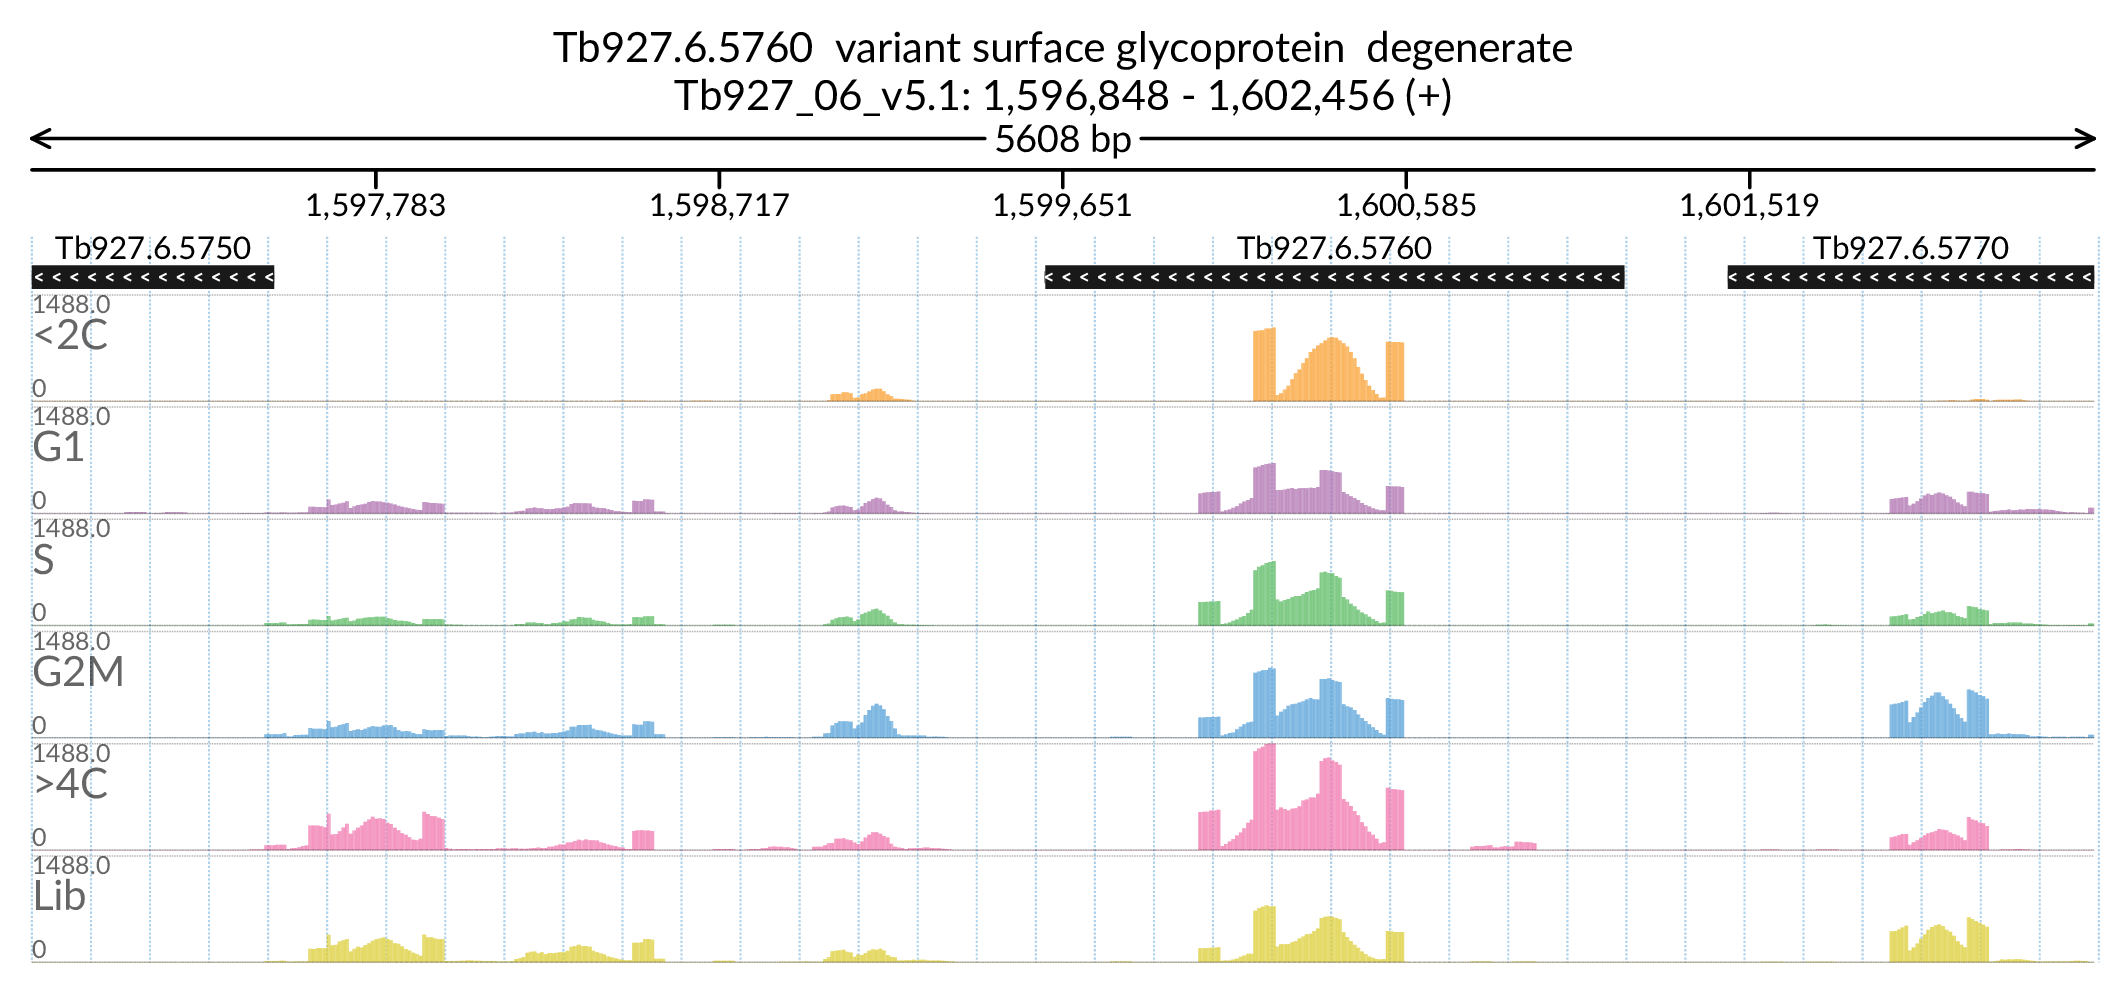 Tb927.6.5760  variant surface glycoprotein  degenerate
Tb927_06_v5.1: 1,596,848 - 1,602,456 (+)
5608 bp
1,597,783 1,598,717 1,599,651 1,600,585 1,601,519
Tb927.6.5750 Tb927.6.5760 Tb927.6.5770
1488.0
<2C
0
1488.0
G1
0
1488.0
S
0
1488.0
G2M
0
1488.0
>4C
0
1488.0
Lib
0